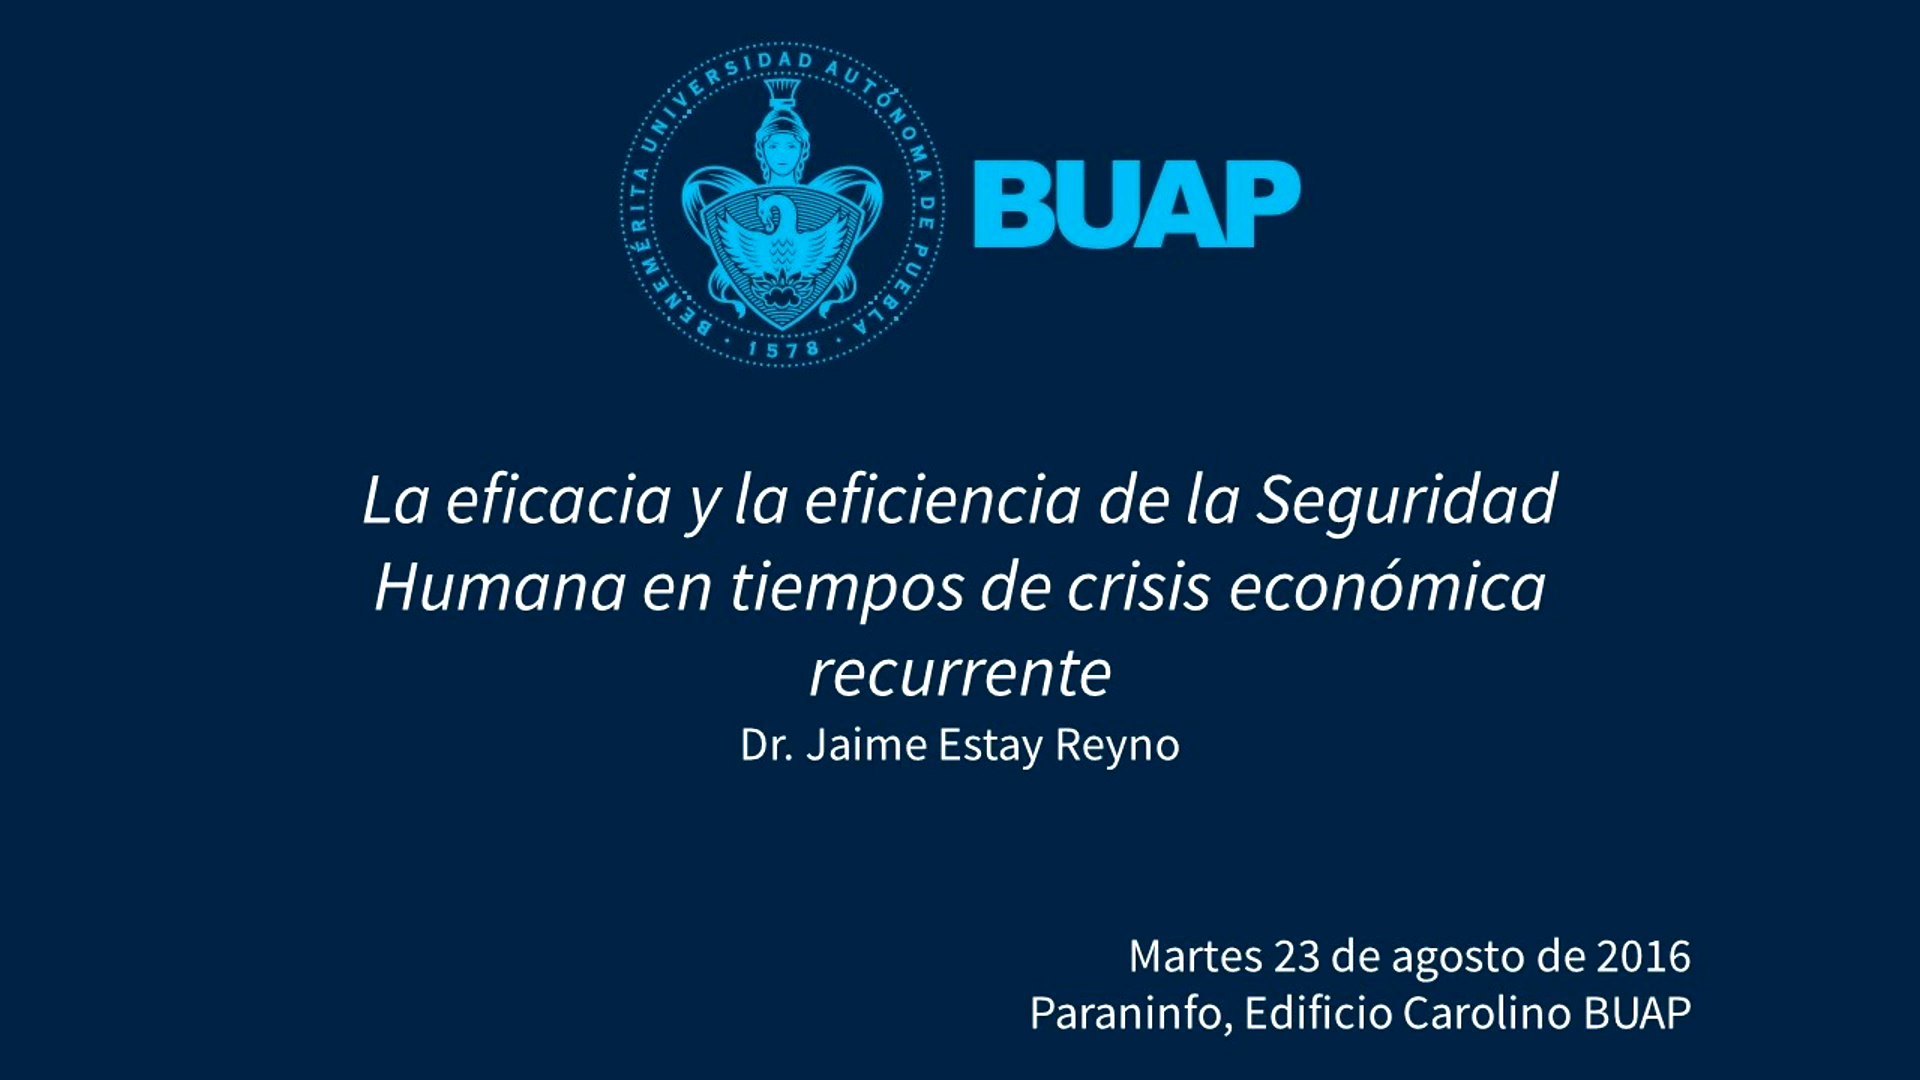 BENEMÉRITA UNIVERSIDAD AUTÓNOMA DE PUEBLA
· 1578 ·
BUAP
La eficacia y la eficiencia de la Seguridad
Humana en tiempos de crisis económica
recurrente
Dr. Jaime Estay Reyno
Martes 23 de agosto de 2016
Paraninfo, Edificio Carolino BUAP